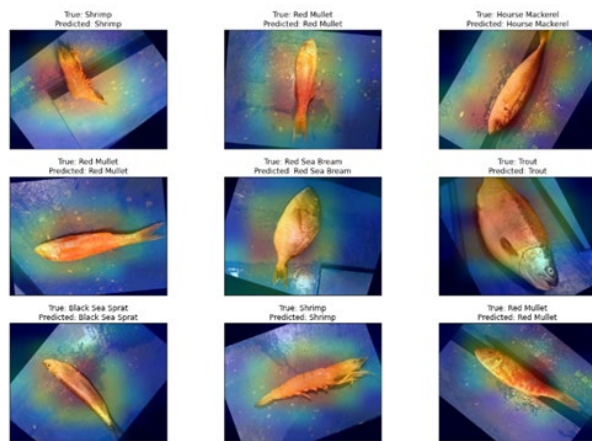 True: Shrimp
Predicted: Shrimp
True: Red Mullet
Predicted: Red Mullet
True: Hourse Mackerel
Predicted: Hourse Mackerel
True: Red Mullet
Predicted: Red Mullet
True: Red Sea Bream
Predicted: Red Sea Bream
True: Trout
Predicted: Trout
True: Black Sea Sprat
Predicted: Black Sea Sprat
True: Shrimp
Predicted: Shrimp
True: Red Mullet
Predicted: Red Mullet